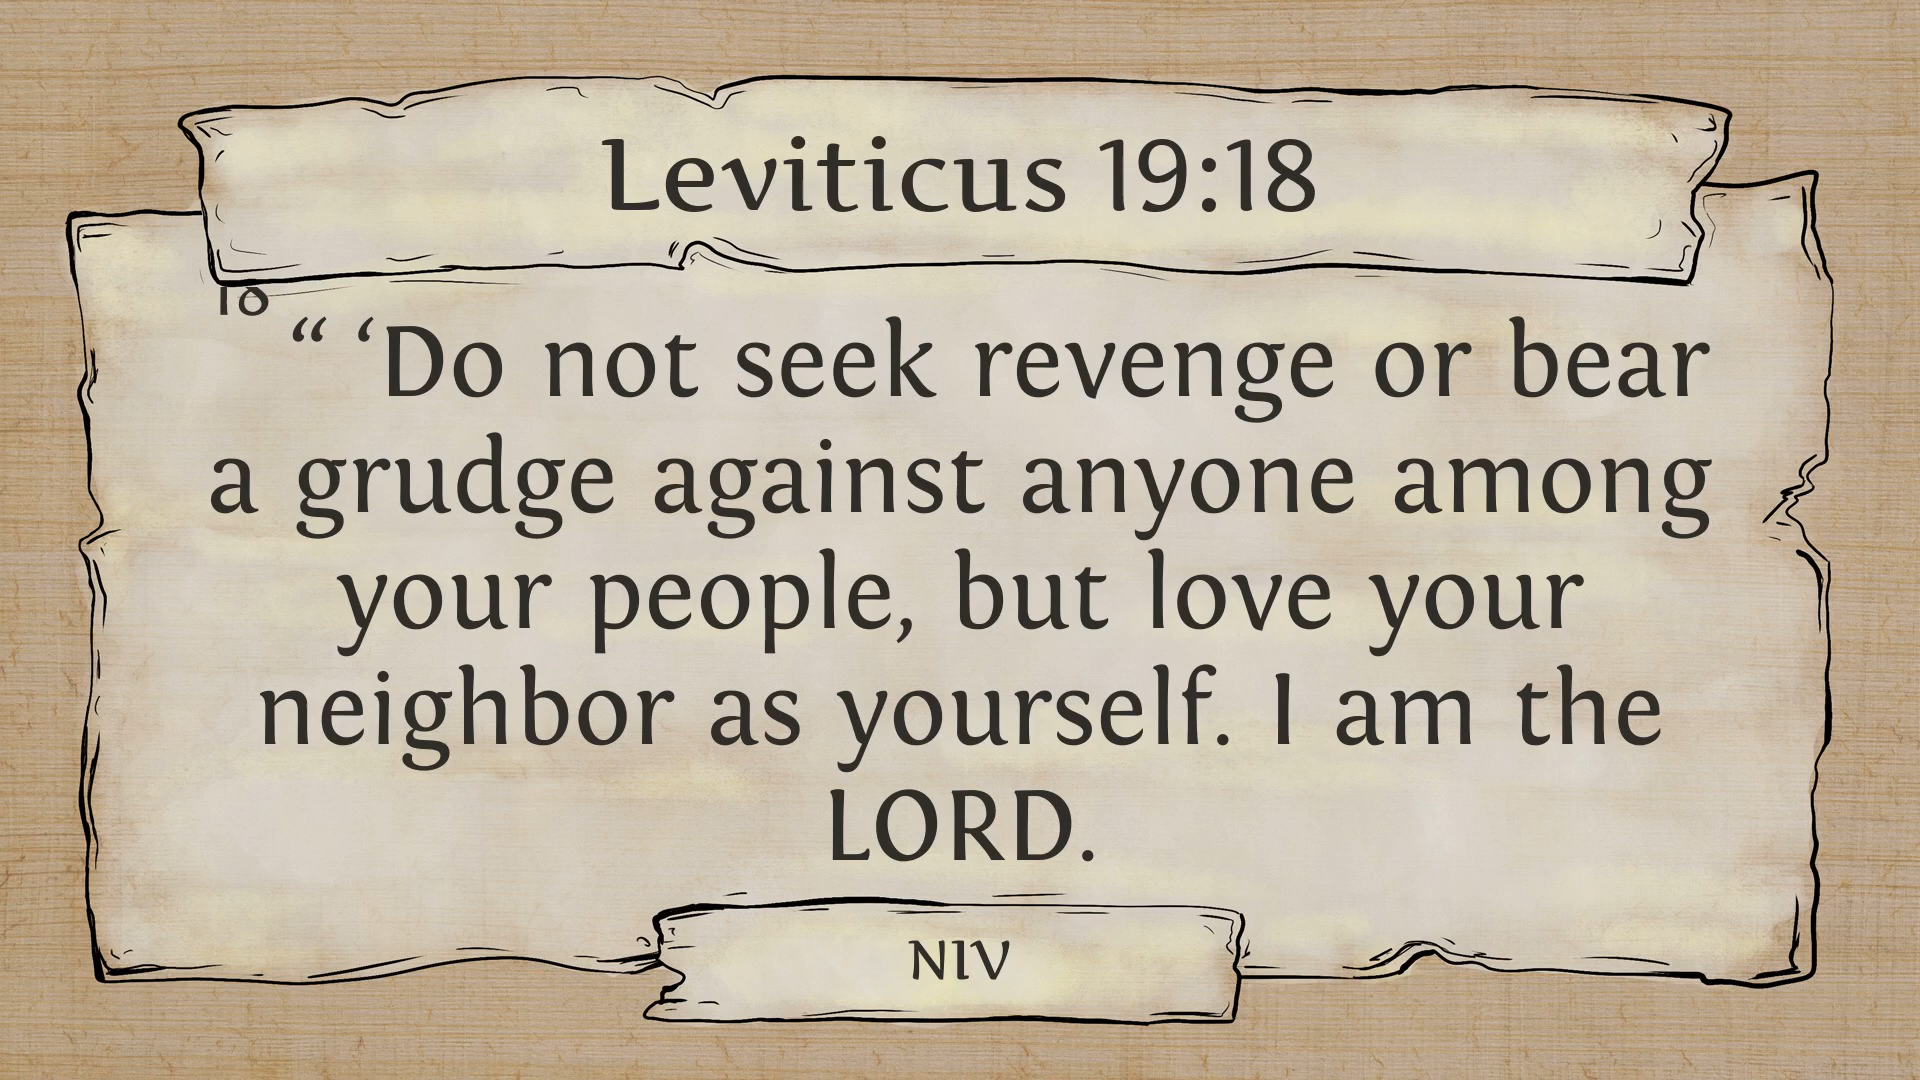 Leviticus 19:18
18 “ ‘Do not seek revenge or bear
a grudge against anyone among
your people, but love your
neighbor as yourself. I am the
LORD.
NIV